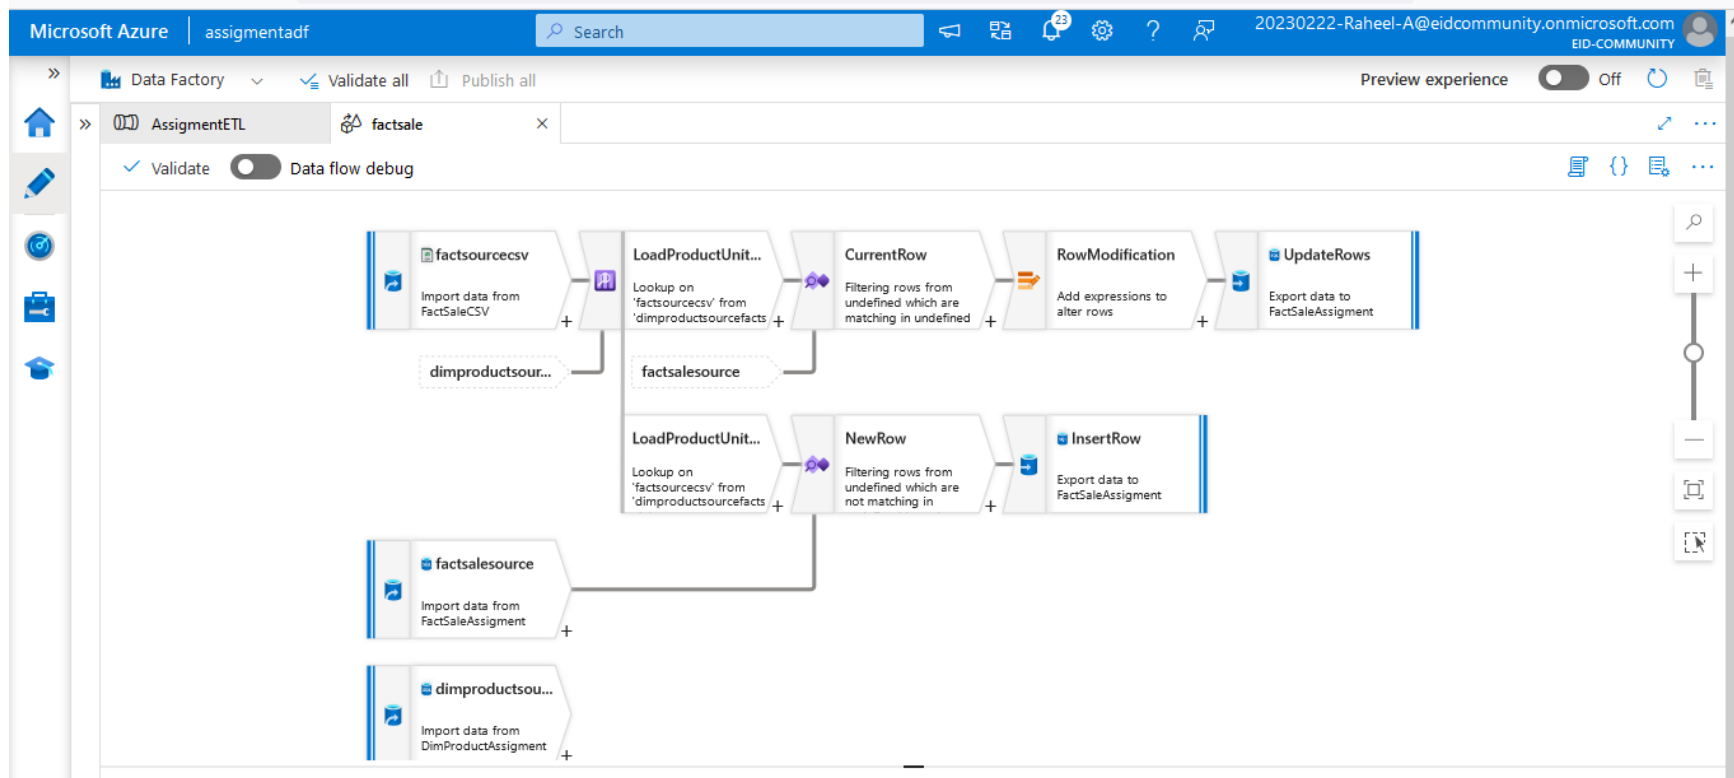 Microsoft Azure
assigmentadf
Search
23
20230222-Raheel-A@eidcommunity.onmicrosoft.com
EID-COMMUNITY
Data Factory
Validate all
Publish all
Preview experience
Off
AssigmentETL
factsale
Validate
Data flow debug
factsourcecsv
Import data from
FactSaleCSV
LoadProductUnit...
Lookup on
'factsourcecsv' from
'dimproductsourcefacts
CurrentRow
Filtering rows from
undefined which are
matching in undefined
RowModification
Add expressions to
alter rows
UpdateRows
Export data to
FactSaleAssigment
dimproductsour...
factsalesource
LoadProductUnit...
Lookup on
'factsourcecsv' from
'dimproductsourcefacts
NewRow
Filtering rows from
undefined which are
not matching in
InsertRow
Export data to
FactSaleAssigment
factsalesource
Import data from
FactSaleAssigment
dimproductsou...
Import data from
DimProductAssigment